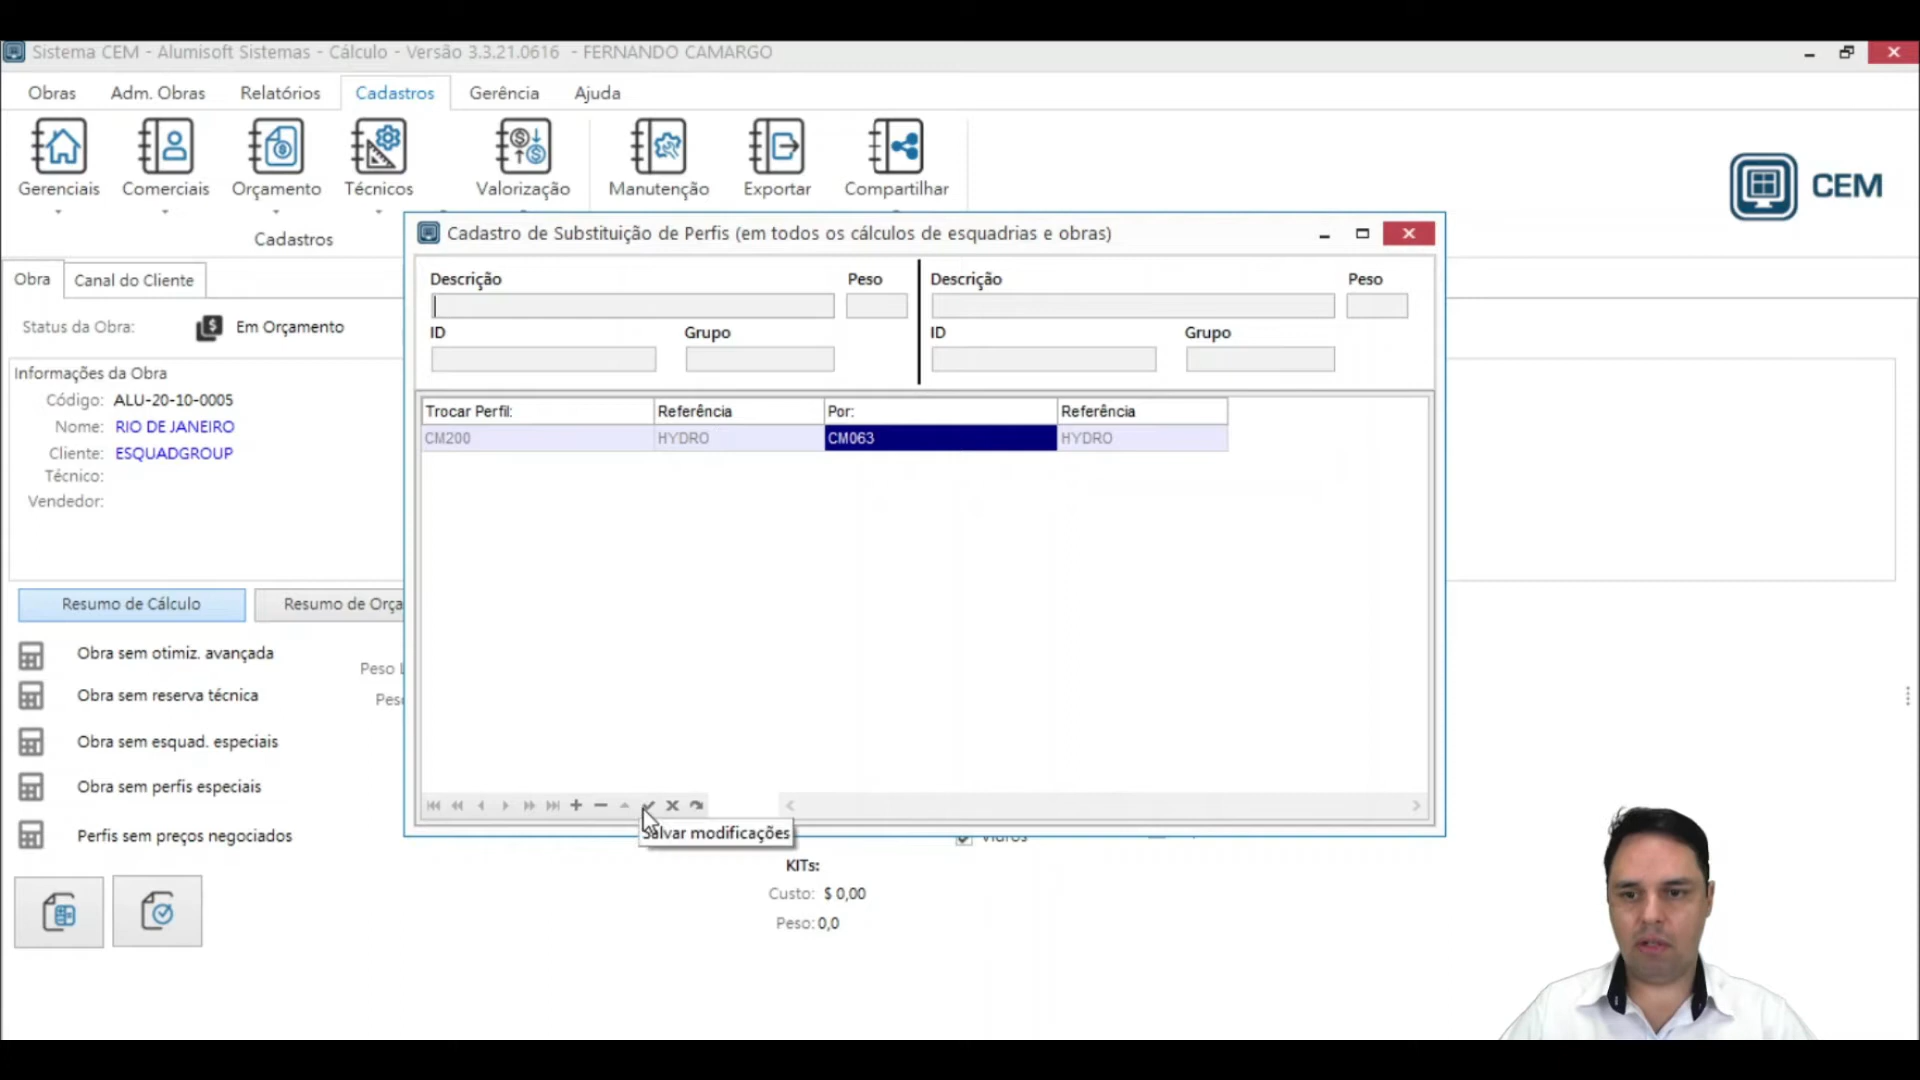 Sistema CEM - Alumisoft Sistemas - Cálculo - Versão 3.3.21.0616 - FERNANDO CAMARGO
Obras Adm. Obras Relatórios Cadastros Gerência Ajuda
Gerenciais Comerciais Orçamento Técnicos Valorização Manutenção Exportar Compartilhar
CEM
Cadastros
Cadastro de Substituição de Perfis (em todos os cálculos de esquadrias e obras)
Obra Canal do Cliente
Descrição Peso Descrição Peso
Status da Obra: Em Orçamento
ID Grupo ID Grupo
Informações da Obra
Código: ALU-20-10-0005
Nome: RIO DE JANEIRO
Cliente: ESQUADGROUP
Técnico:
Vendedor:
Trocar Perfil: Referência Por: Referência
CM200 HYDRO CM063 HYDRO
Resumo de Cálculo Resumo de Orça
Obra sem otimiz. avançada
Peso L
Obra sem reserva técnica
Pes
Obra sem esquad. especiais
Obra sem perfis especiais
Perfis sem preços negociados
Salvar modificações
Vidros
KITs:
Custo: $ 0,00
Peso: 0,0